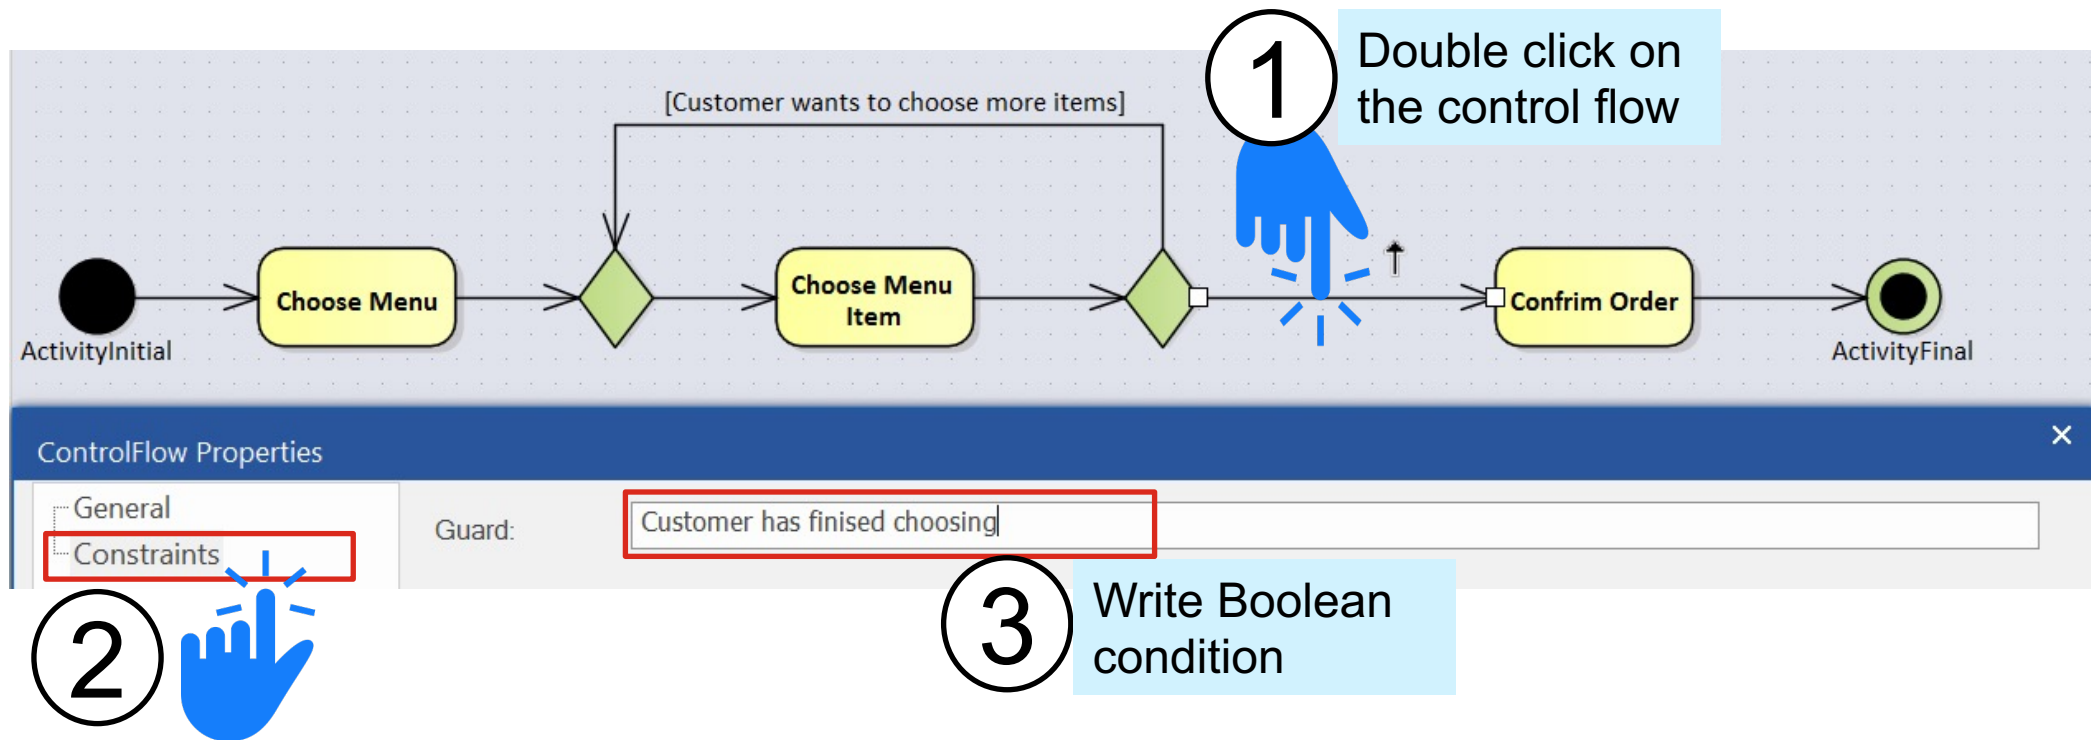 1
Double click on
the control flow
[Customer wants to choose more items]
Choose Menu
Choose Menu
Item
Confrim Order
ActivityInitial
ActivityFinal
ControlFlow Properties
General
Constraints
Guard:
Customer has finised choosing
2
3
Write Boolean
condition